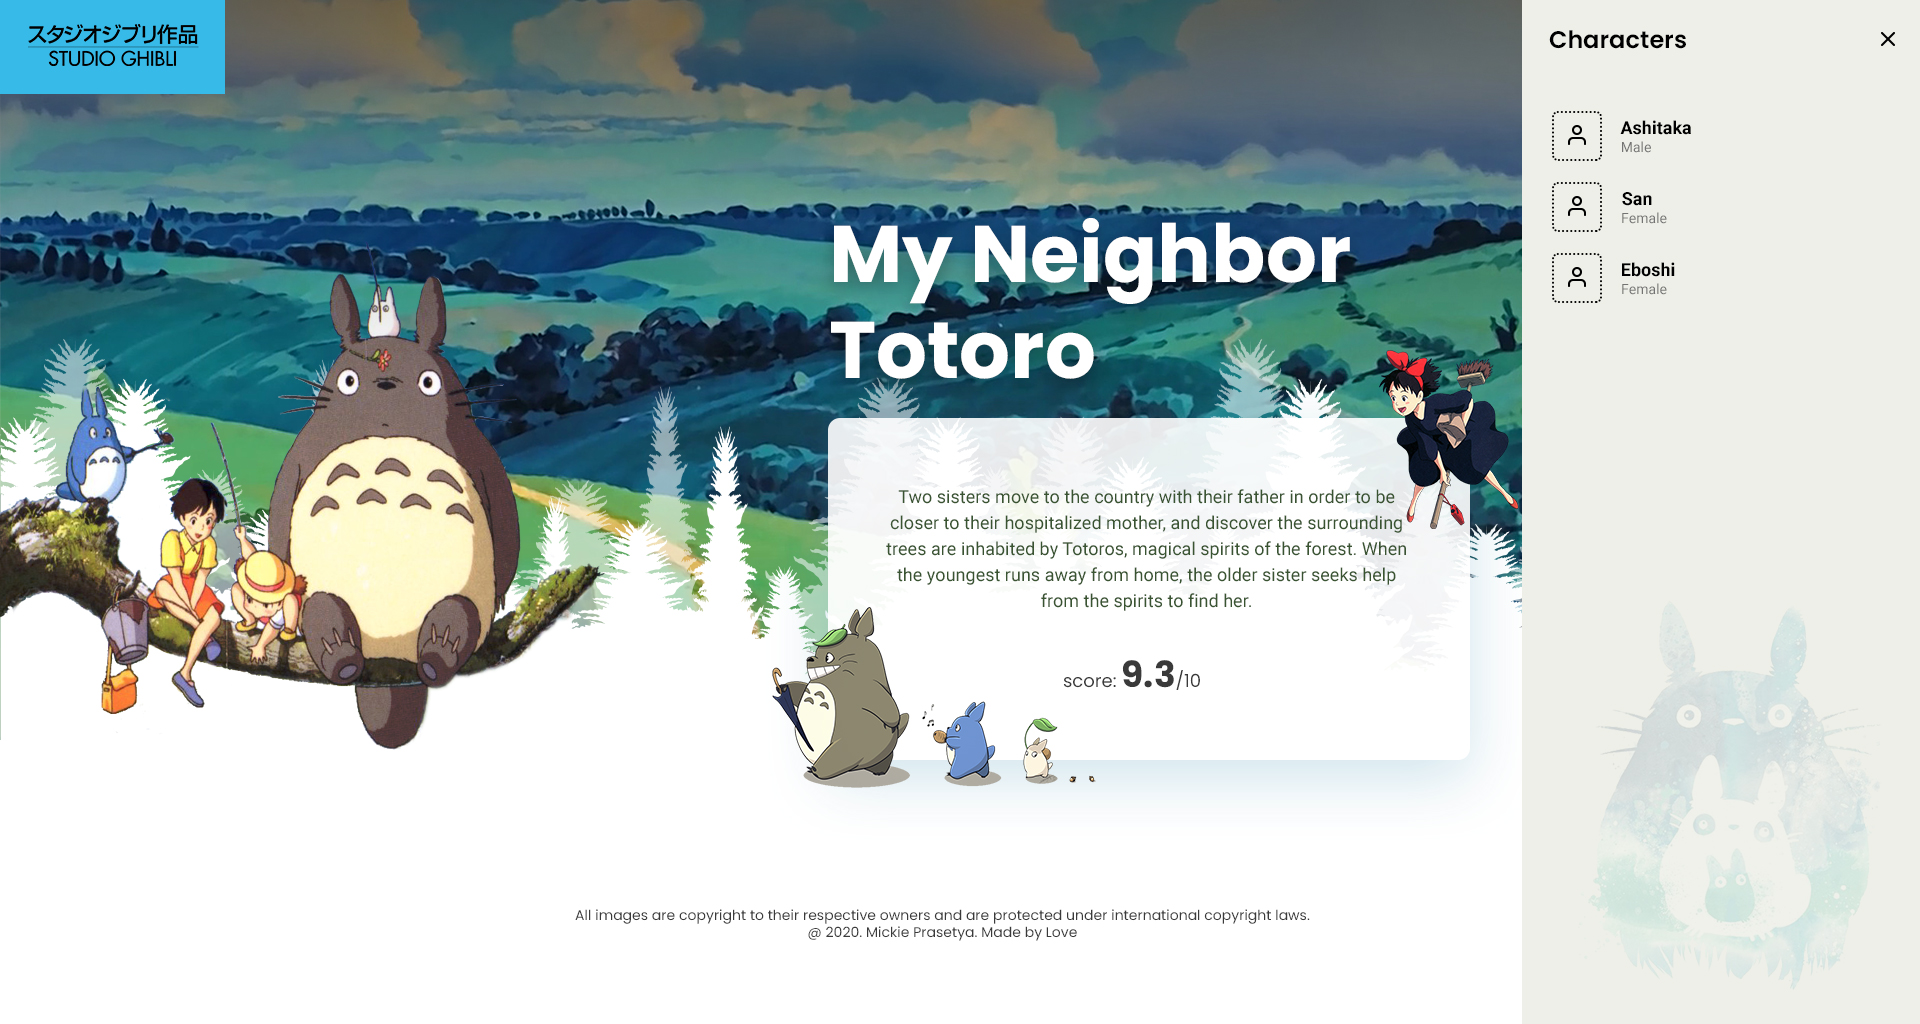 スタジオジブリ作品
STUDIO GHIBLI
My Neighbor
Totoro
Two sisters move to the country with their father in order to be
closer to their hospitalized mother, and discover the surrounding
trees are inhabited by Totoros, magical spirits of the forest. When
the youngest runs away from home, the older sister seeks help
from the spirits to find her.
score: 9.3/10
All images are copyright to their respective owners and are protected under international copyright laws.
@ 2020. Mickie Prasetya. Made by Love
Characters
Ashitaka
Male
San
Female
Eboshi
Female